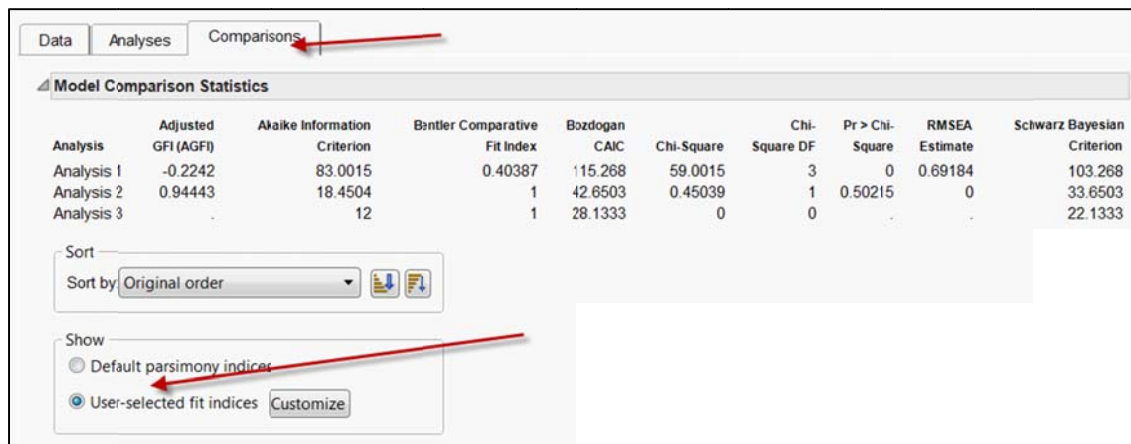 Data Analyses Comparisons
Model Comparison Statistics
Adjusted Akaike Information Bentler Comparative Bozdogan Chi- Pr > Chi- RMSEA Schwarz Bayesian
Analysis GFI (AGFI) Criterion Fit Index CAIC Chi-Square Square DF Square Estimate Criterion
Analysis 1 -0.2242 83.0015 0.40387 115.268 59.0015 3 0 0.69184 103.268
Analysis 2 0.94443 18.4504 1 42.6503 0.45039 1 0.50215 0 33.6503
Analysis 3 . 12 1 28.1333 0 0 . . 22.1333
Sort
Sort by Original order
Show
Default parsimony indices
User-selected fit indices Customize